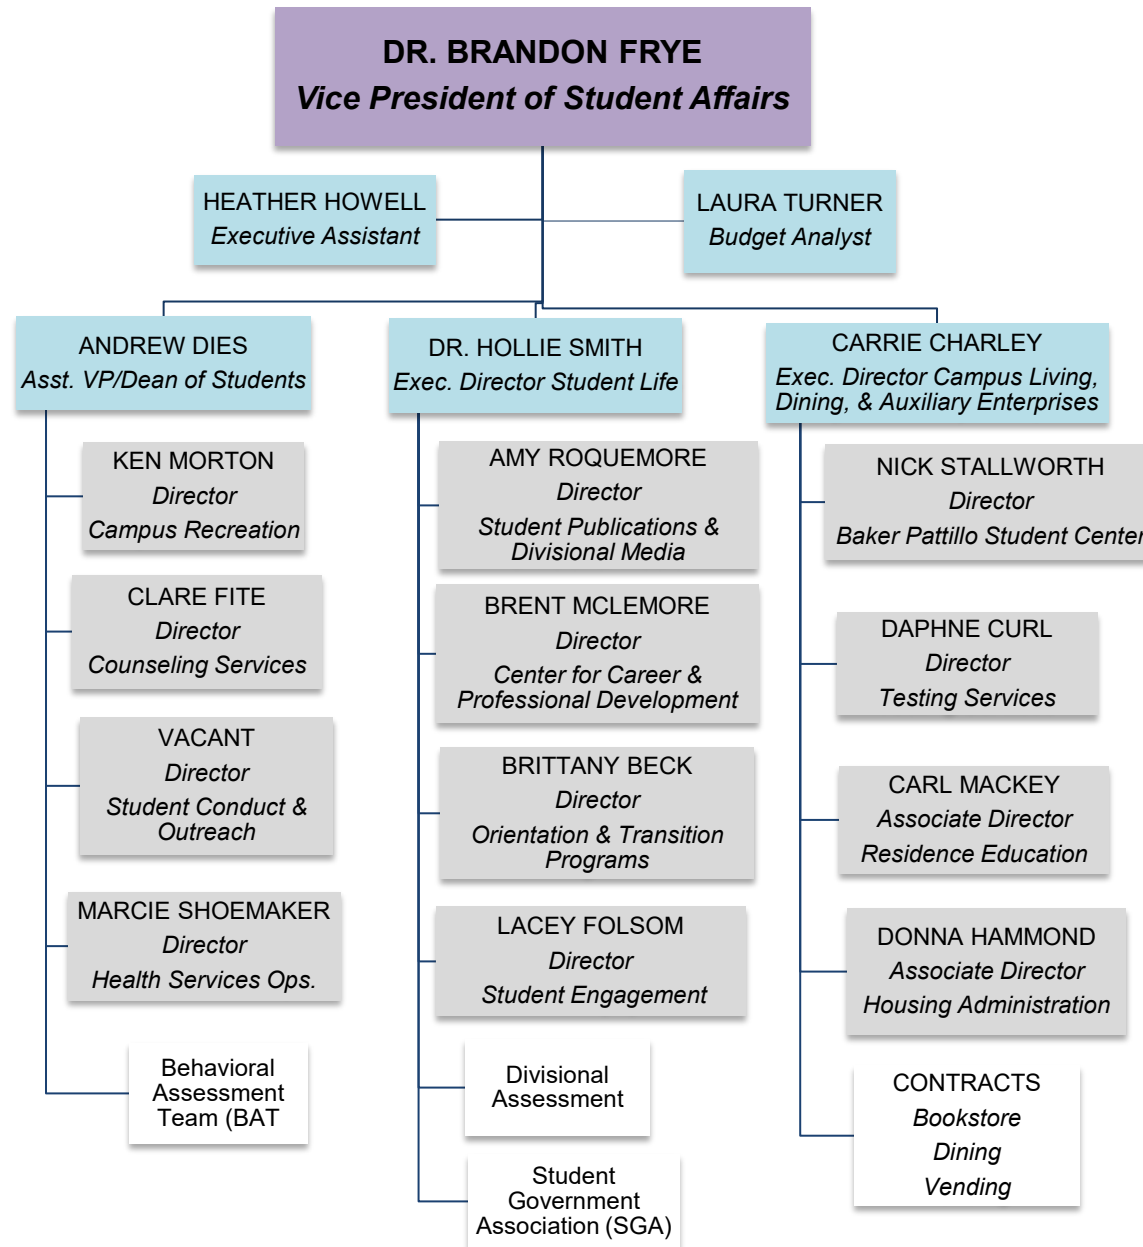 DR. BRANDON FRYE
Vice President of Student Affairs
HEATHER HOWELL
Executive Assistant
LAURA TURNER
Budget Analyst
ANDREW DIES
Asst. VP/Dean of Students
KEN MORTON
Director
Campus Recreation
CLARE FITE
Director
Counseling Services
VACANT
Director
Student Conduct &
Outreach
MARCIE SHOEMAKER
Director
Health Services Ops.
Behavioral
Assessment
Team (BAT
DR. HOLLIE SMITH
Exec. Director Student Life
AMY ROQUEMORE
Director
Student Publications &
Divisional Media
BRENT MCLEMORE
Director
Center for Career &
Professional Development
BRITTANY BECK
Director
Orientation & Transition
Programs
LACEY FOLSOM
Director
Student Engagement
Divisional
Assessment
Student
Government
Association (SGA)
CARRIE CHARLEY
Exec. Director Campus Living,
Dining, & Auxiliary Enterprises
NICK STALLWORTH
Director
Baker Pattillo Student Center
DAPHNE CURL
Director
Testing Services
CARL MACKEY
Associate Director
Residence Education
DONNA HAMMOND
Associate Director
Housing Administration
CONTRACTS
Bookstore
Dining
Vending